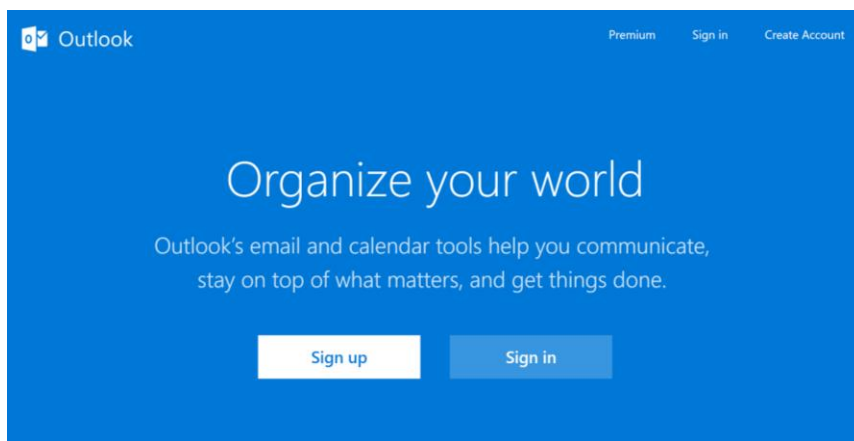 Outlook
Premium Sign in Create Account
Organize your world
Outlook's email and calendar tools help you communicate,
stay on top of what matters, and get things done.
Sign up Sign in